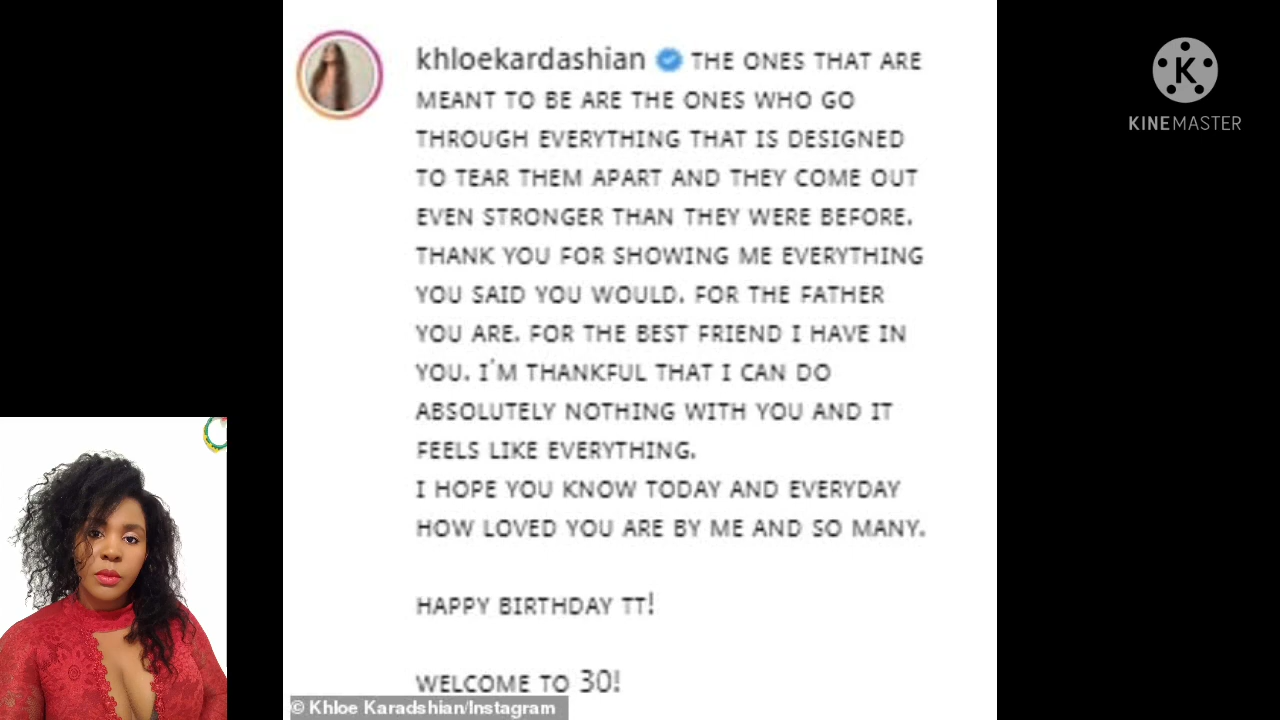 khloekardashian THE ONES THAT ARE
MEANT TO BE ARE THE ONES WHO GO
THROUGH EVERYTHING THAT IS DESIGNED
TO TEAR THEM APART AND THEY COME OUT
EVEN STRONGER THAN THEY WERE BEFORE.
THANK YOU FOR SHOWING ME EVERYTHING
YOU SAID YOU WOULD. FOR THE FATHER
YOU ARE. FOR THE BEST FRIEND I HAVE IN
YOU. I'M THANKFUL THAT I CAN DO
ABSOLUTELY NOTHING WITH YOU AND IT
FEELS LIKE EVERYTHING.
I HOPE YOU KNOW TODAY AND EVERYDAY
HOW LOVED YOU ARE BY ME AND SO MANY.
HAPPY BIRTHDAY TT!
WELCOME TO 30!
© Khloe Karadshian/Instagram
K
KINEMASTER